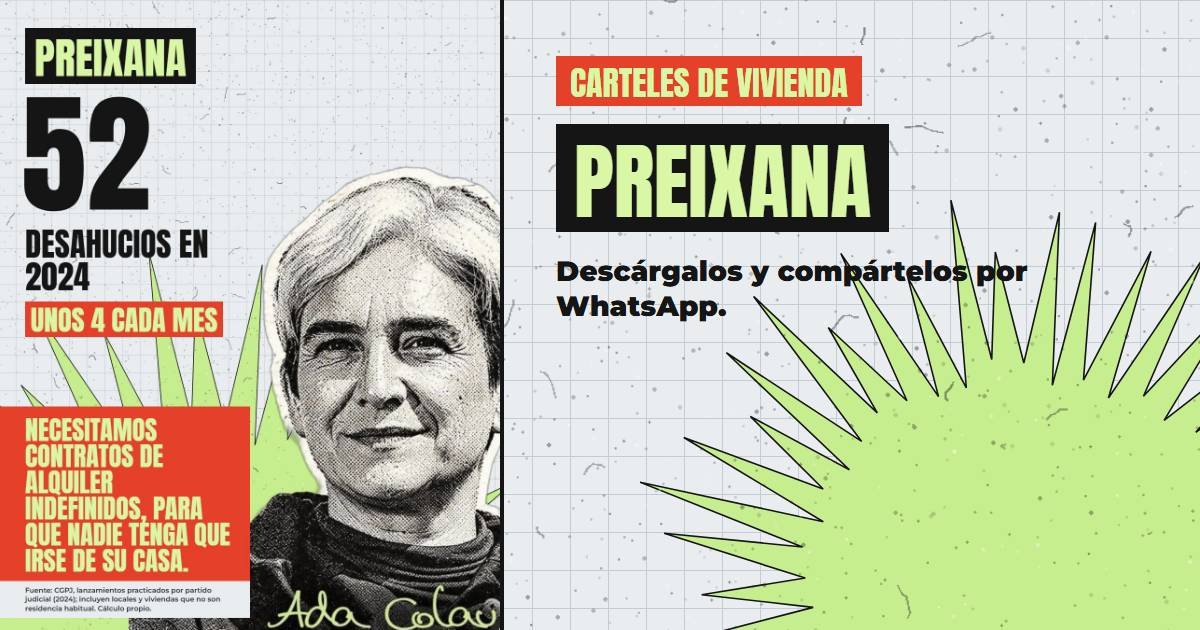 PREIXANA
52
DESAHUCIOS EN
2024
UNOS 4 CADA MES
NECESITAMOS
CONTRATOS DE
ALQUILER
INDEFINIDOS, PARA
QUE NADIE TENGA QUE
IRSE DE SU CASA.
Fuente: CGPJ, lanzamientos practicados por partido
judicial (2024); incluyen locales y viviendas que no son
residencia habitual. Cálculo propio.
Ada Colau
CARTELES DE VIVIENDA
PREIXANA
Descárgalos y compártelos por
WhatsApp.